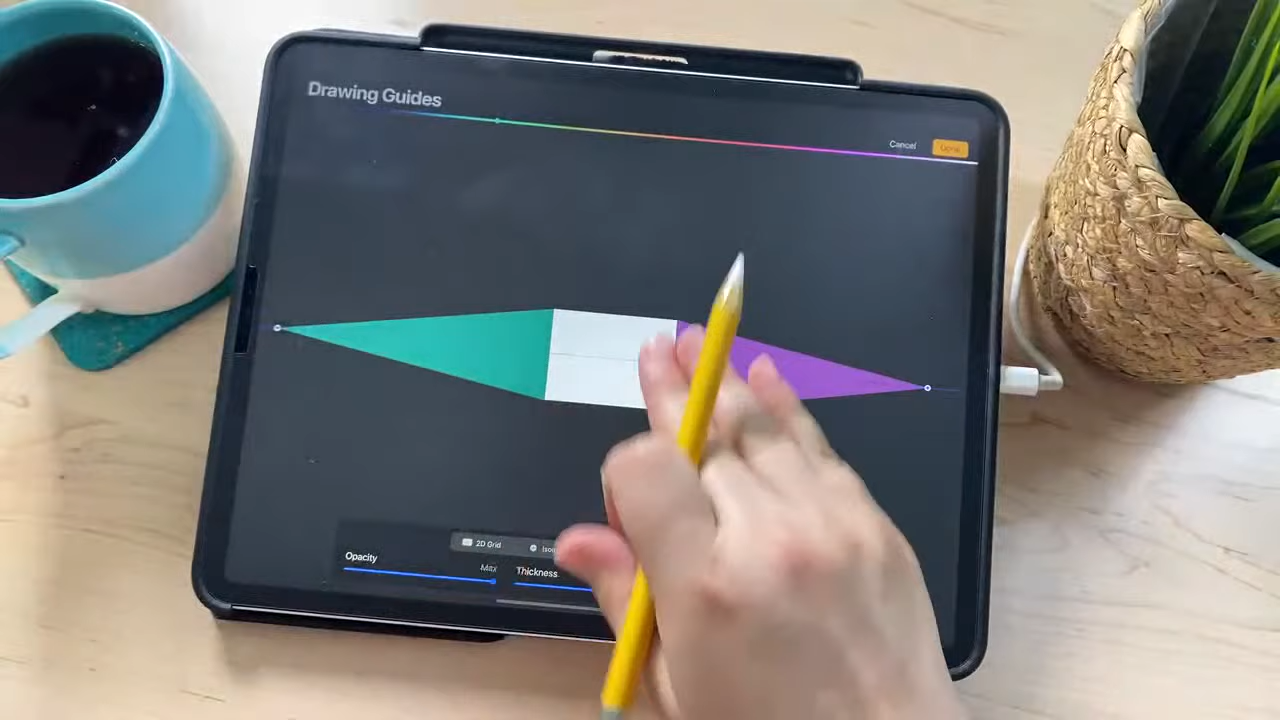 Drawing Guides
Cancel
Done
2D Grid
Opacity
Max
Thickness